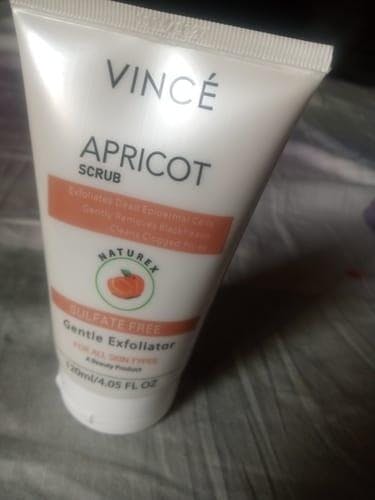 VINCÉ
APRICOT
SCRUB
Exfoliates Dead Epidermal Cells
Gently Removes Blackheads
Cleans Clogged Pores
NATUREX
SULFATE FREE
Gentle Exfoliator
FOR ALL SKIN TYPES
A Beauty Product
120ml/4.05 FL OZ